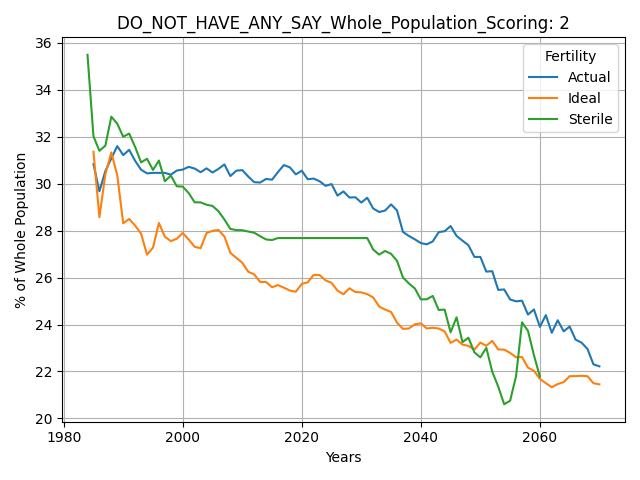 DO_NOT_HAVE_ANY_SAY_Whole_Population_Scoring: 2
Fertility
Actual
Ideal
Sterile
% of Whole Population
36
34
32
30
28
26
24
22
20
1980
2000
2020
2040
2060
Years